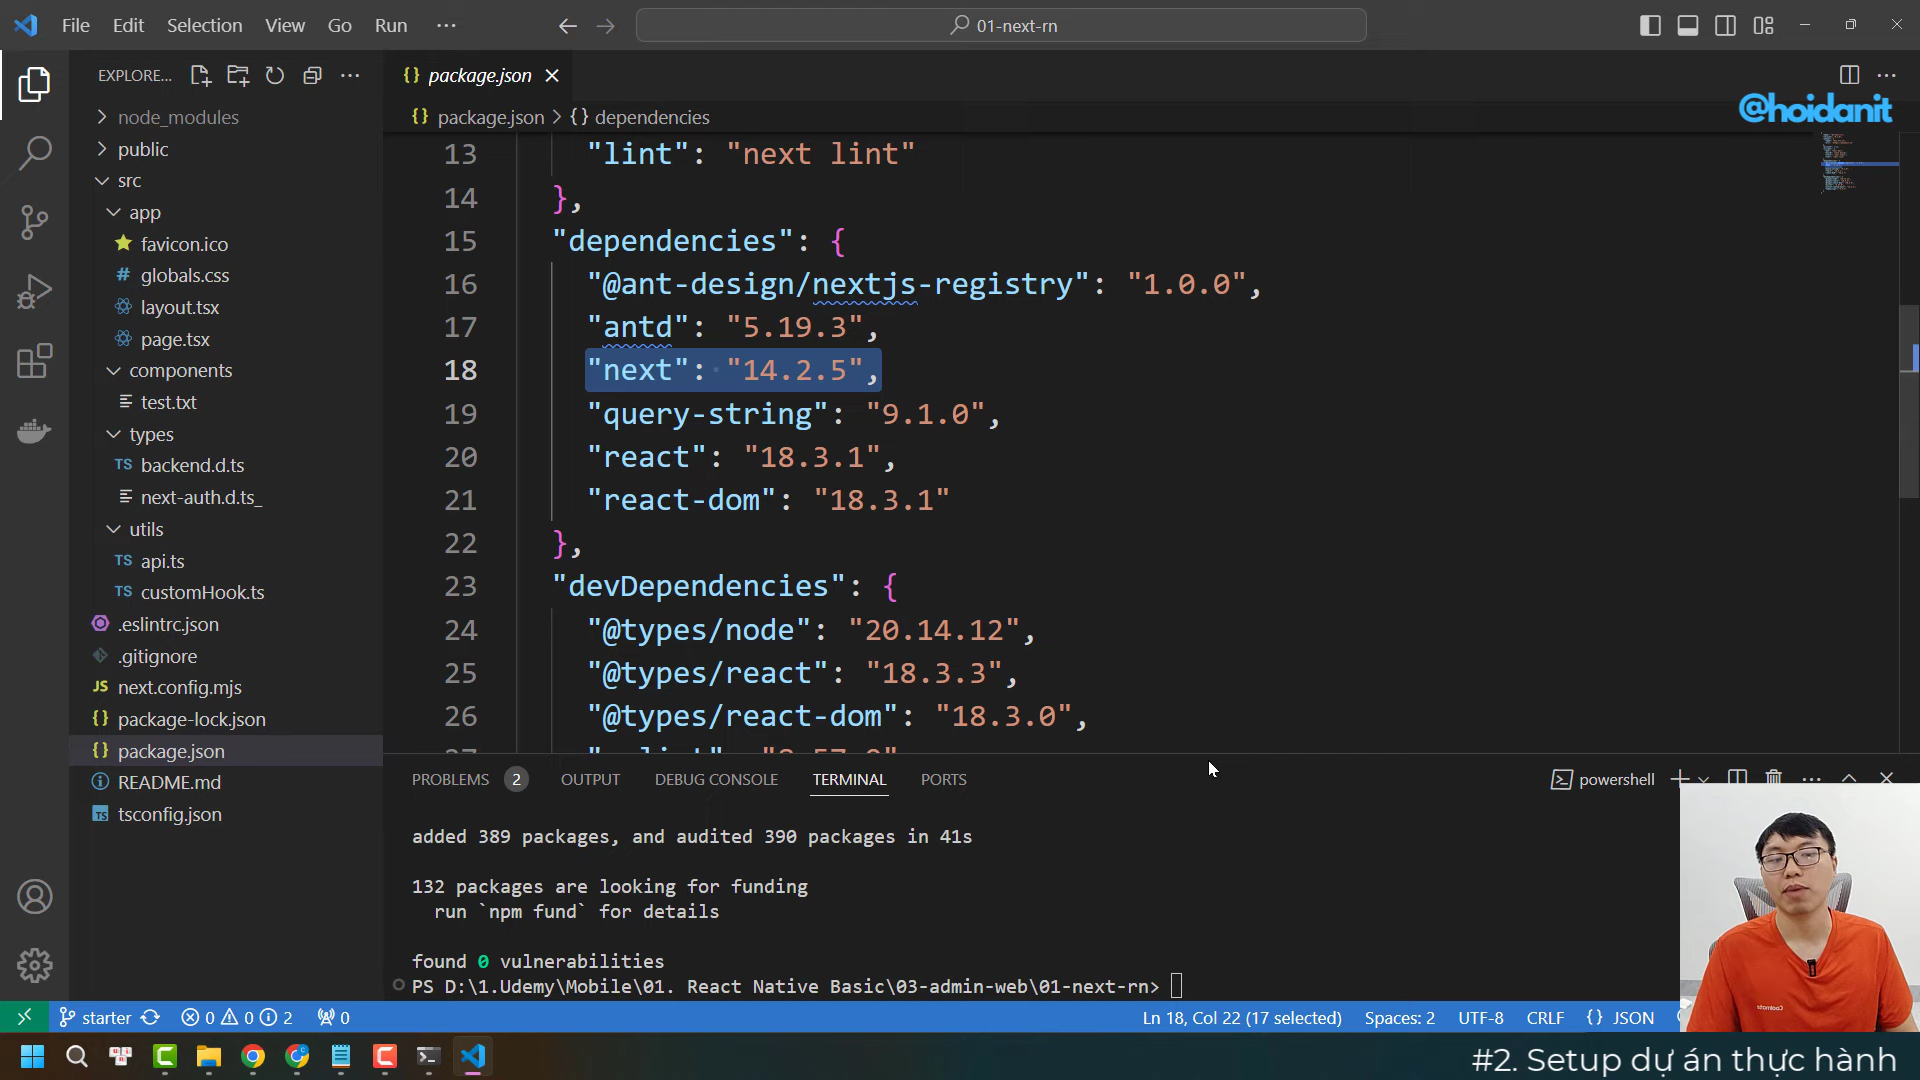 File Edit Selection View Go Run ···
01-next-rn
EXPLORE...
package.json
@hoidanit
package.json > {} dependencies
node_modules
public
src
app
favicon.ico
globals.css
layout.tsx
page.tsx
components
test.txt
types
backend.d.ts
next-auth.d.ts_
utils
api.ts
customHook.ts
.eslintrc.json
.gitignore
next.config.mjs
package-lock.json
package.json
README.md
tsconfig.json
13 "lint": "next lint"
14 },
15 "dependencies": {
16 "@ant-design/nextjs-registry": "1.0.0",
17 "antd": "5.19.3",
18 "next": "14.2.5",
19 "query-string": "9.1.0",
20 "react": "18.3.1",
21 "react-dom": "18.3.1"
22 },
23 "devDependencies": {
24 "@types/node": "20.14.12",
25 "@types/react": "18.3.3",
26 "@types/react-dom": "18.3.0",
PROBLEMS 2 OUTPUT DEBUG CONSOLE TERMINAL PORTS
powershell
added 389 packages, and audited 390 packages in 41s
132 packages are looking for funding
run `npm fund` for details
found 0 vulnerabilities
PS D:\1.Udemy\Mobile\01. React Native Basic\03-admin-web\01-next-rn>
starter 0 0 2 0
Ln 18, Col 22 (17 selected) Spaces: 2 UTF-8 CRLF {} JSON
#2. Setup dự án thực hành